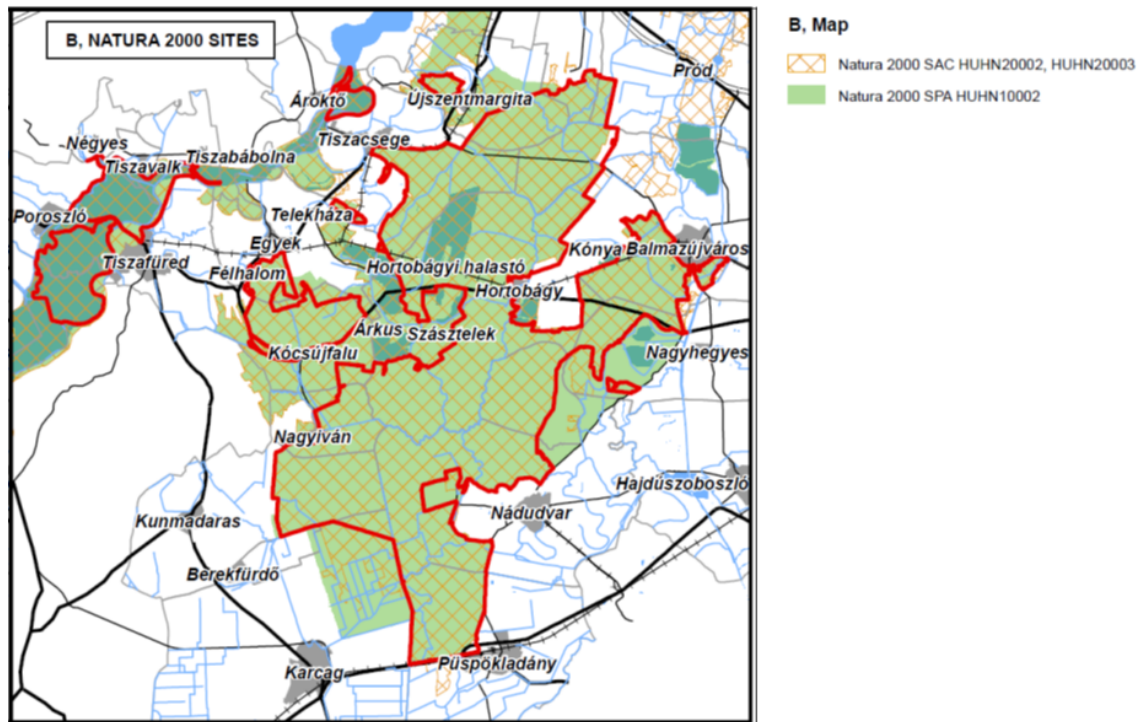 B, NATURA 2000 SITES
Pród
Ároktő
Újszentmargita
Tiszacsege
Négyes
Tiszabábolna
Tiszavalk
Poroszló
Telekháza
Egyek
Kónya Balmazújváros
Tiszafüred
Félhalom
Hortobágyi halastó
Hortobágy
Árkus
Szásztelek
Kócsújfalu
Nagyhegyes
Nagyiván
Hajdúszoboszló
Nádudvar
Kunmadaras
Berekfürdő
Karcag
Püspökladány
B, Map
Natura 2000 SAC HUHN20002, HUHN20003
Natura 2000 SPA HUHN10002